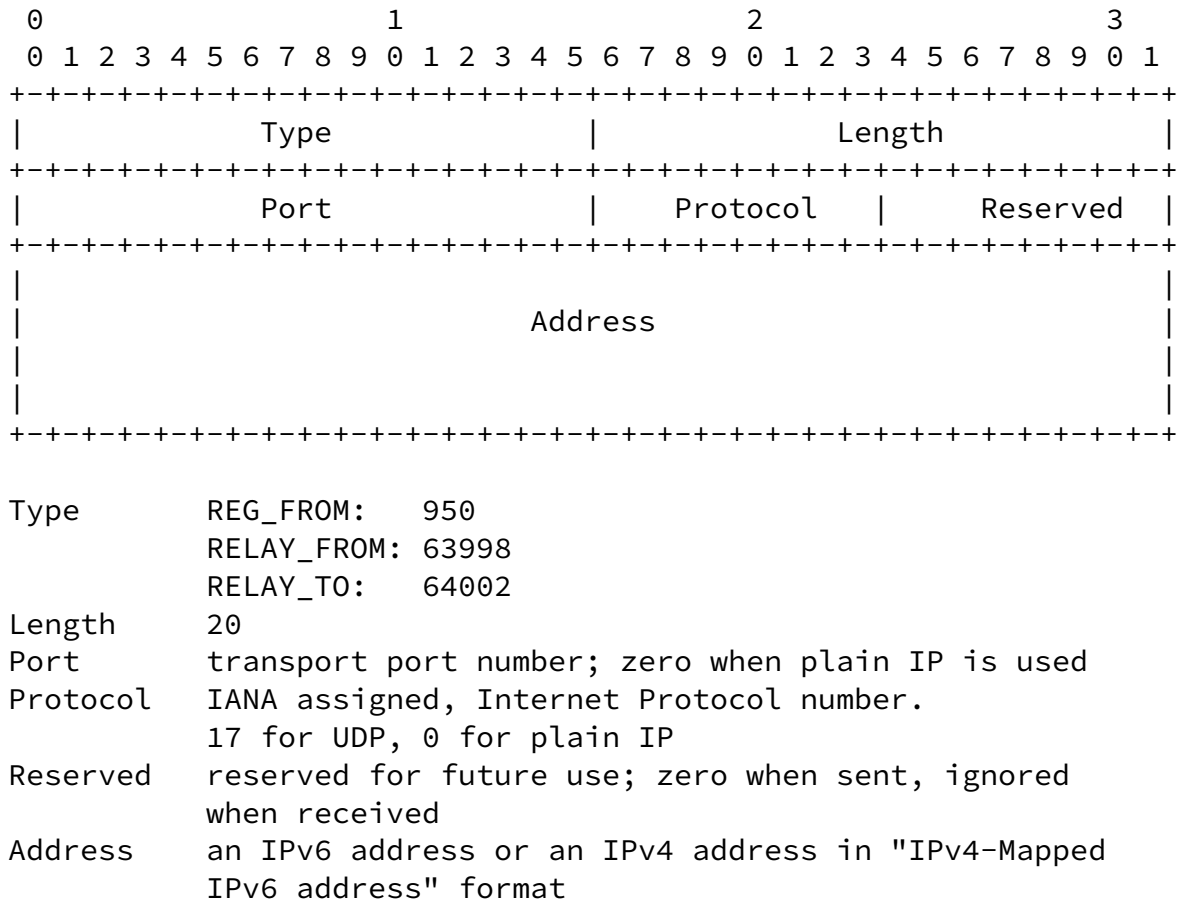 0                   1                   2                   3
 0 1 2 3 4 5 6 7 8 9 0 1 2 3 4 5 6 7 8 9 0 1 2 3 4 5 6 7 8 9 0 1
+-+-+-+-+-+-+-+-+-+-+-+-+-+-+-+-+-+-+-+-+-+-+-+-+-+-+-+-+-+-+-+-+
|             Type              |             Length            |
+-+-+-+-+-+-+-+-+-+-+-+-+-+-+-+-+-+-+-+-+-+-+-+-+-+-+-+-+-+-+-+-+
|             Port              |    Protocol   |     Reserved  |
+-+-+-+-+-+-+-+-+-+-+-+-+-+-+-+-+-+-+-+-+-+-+-+-+-+-+-+-+-+-+-+-+
|                                                               |
|                            Address                            |
|                                                               |
|                                                               |
+-+-+-+-+-+-+-+-+-+-+-+-+-+-+-+-+-+-+-+-+-+-+-+-+-+-+-+-+-+-+-+-+

Type       REG_FROM:   950
           RELAY_FROM: 63998
           RELAY_TO:   64002
Length     20
Port       transport port number; zero when plain IP is used
Protocol   IANA assigned, Internet Protocol number.
           17 for UDP, 0 for plain IP
Reserved   reserved for future use; zero when sent, ignored
           when received
Address    an IPv6 address or an IPv4 address in "IPv4-Mapped
           IPv6 address" format